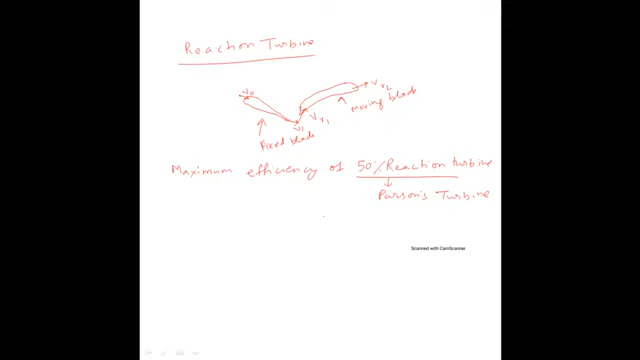 Reaction Turbine
V0
V1
Vr1
Vr2
Fixed blade
Moving blade
Maximum efficiency of 50% Reaction turbine
Parson's Turbine
Scanned with CamScanner